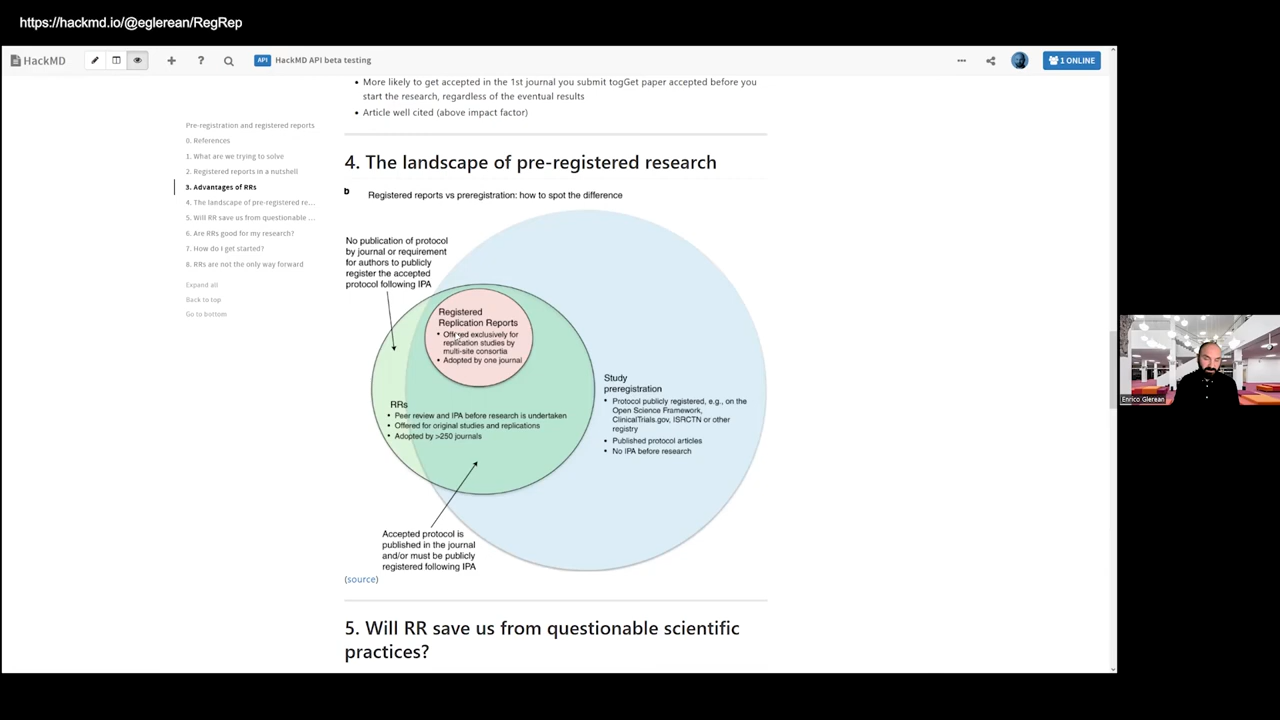 https://hackmd.io/@eglerean/RegRep
HackMD
API HackMD API beta testing
1 ONLINE
More likely to get accepted in the 1st journal you submit togGet paper accepted before you
start the research, regardless of the eventual results
Article well cited (above impact factor)
Pre-registration and registered reports
0. References
1. What are we trying to solve
2. Registered reports in a nutshell
3. Advantages of RRs
4. The landscape of pre-registered re...
5. Will RR save us from questionable ...
6. Are RRs good for my research?
7. How do I get started?
8. RRs are not the only way forward
Expand all
Back to top
Go to bottom
4. The landscape of pre-registered research
b Registered reports vs preregistration: how to spot the difference
No publication of protocol
by journal or requirement
for authors to publicly
register the accepted
protocol following IPA
Registered
Replication Reports
• Offered exclusively for
replication studies by
multi-site consortia
• Adopted by one journal
RRs
• Peer review and IPA before research is undertaken
• Offered for original studies and replications
• Adopted by >250 journals
Study
preregistration
• Protocol publicly registered, e.g., on the
Open Science Framework,
ClinicalTrials.gov, ISRCTN or other
registry
• Published protocol articles
• No IPA before research
Accepted protocol is
published in the journal
and/or must be publicly
registered following IPA
(source)
5. Will RR save us from questionable scientific
practices?
Enrico Glerean